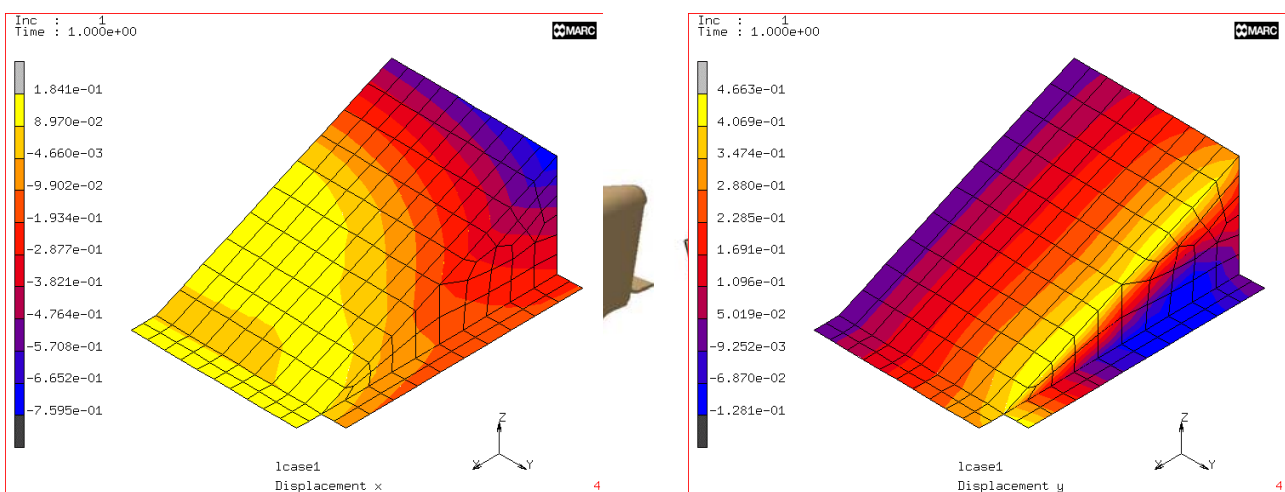 Inc : 1
Time : 1.000e+00
MARC
1.841e-01
8.970e-02
-4.660e-03
-9.902e-02
-1.934e-01
-2.877e-01
-3.821e-01
-4.764e-01
-5.708e-01
-6.652e-01
-7.595e-01
Z
X Y
lcase1
Displacement x
4
Inc : 1
Time : 1.000e+00
MARC
4.663e-01
4.069e-01
3.474e-01
2.880e-01
2.285e-01
1.691e-01
1.096e-01
5.019e-02
-9.252e-03
-6.870e-02
-1.281e-01
Z
X Y
lcase1
Displacement y
4